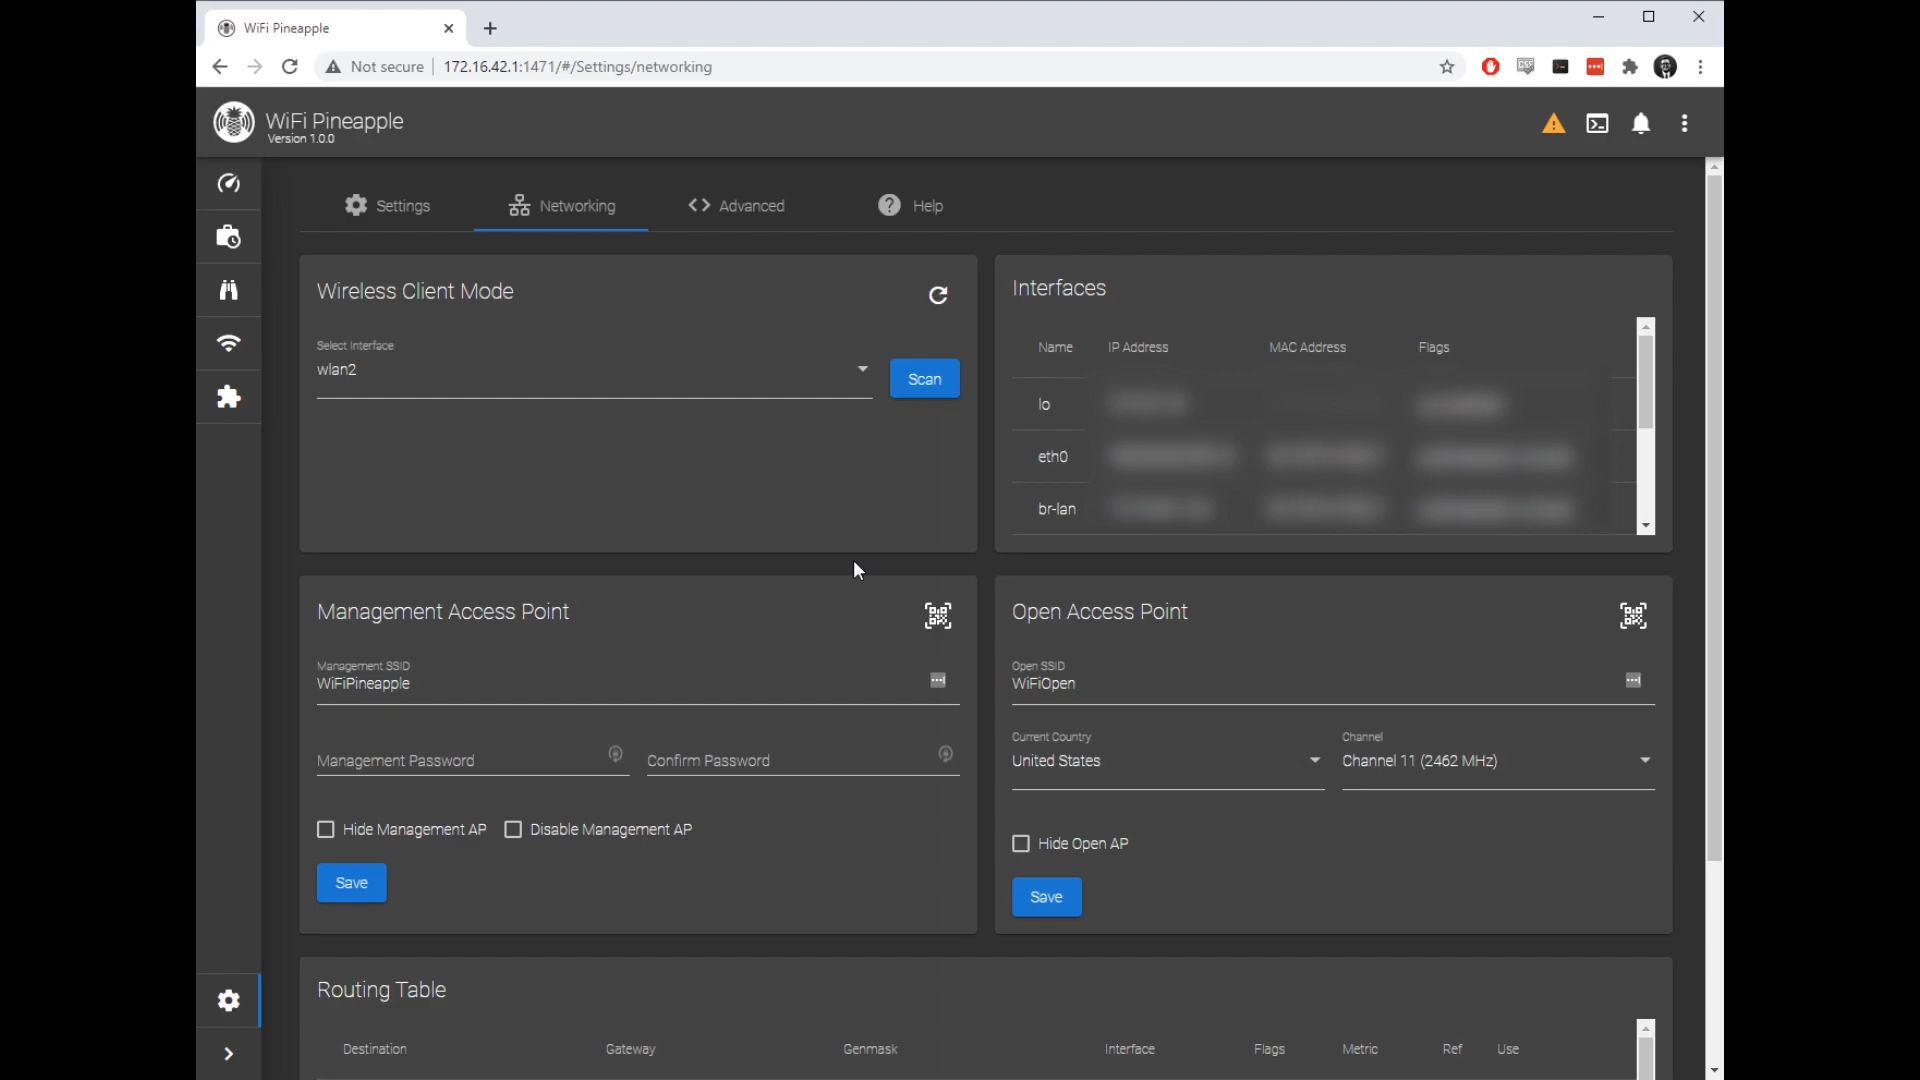 WiFi Pineapple
Not secure
172.16.42.1:1471/#/Settings/networking
WiFi Pineapple
Version 1.0.0
Settings
Networking
Advanced
Help
Wireless Client Mode
Select Interface
wlan2
Scan
Interfaces
Name IP Address MAC Address Flags
lo
eth0
br-lan
Management Access Point
Management SSID
WiFiPineapple
Management Password
Confirm Password
Hide Management AP
Disable Management AP
Save
Open Access Point
Open SSID
WiFiOpen
Current Country
United States
Channel
Channel 11 (2462 MHz)
Hide Open AP
Save
Routing Table
Destination Gateway Genmask Interface Flags Metric Ref Use